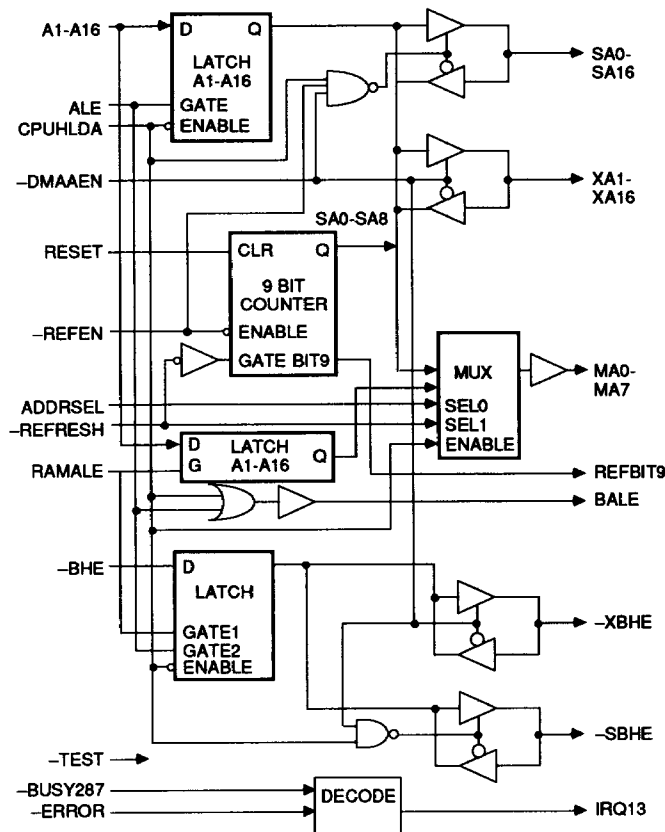 A1-A16
D Q
LATCH
A1-A16
GATE
ENABLE
ALE
CPUHLDA
-DMAAEN
SA0-
SA16
XA1-
XA16
SA0-SA8
RESET
CLR Q
9 BIT
COUNTER
ENABLE
GATE BIT9
-REFEN
MUX
SEL0
SEL1
ENABLE
MA0-
MA7
ADDRSEL
-REFRESH
D LATCH
G A1-A16 Q
RAMALE
REFBIT9
BALE
-BHE
D
LATCH
GATE1
GATE2
ENABLE
-XBHE
-SBHE
-TEST
-BUSY287
-ERROR
DECODE
IRQ13